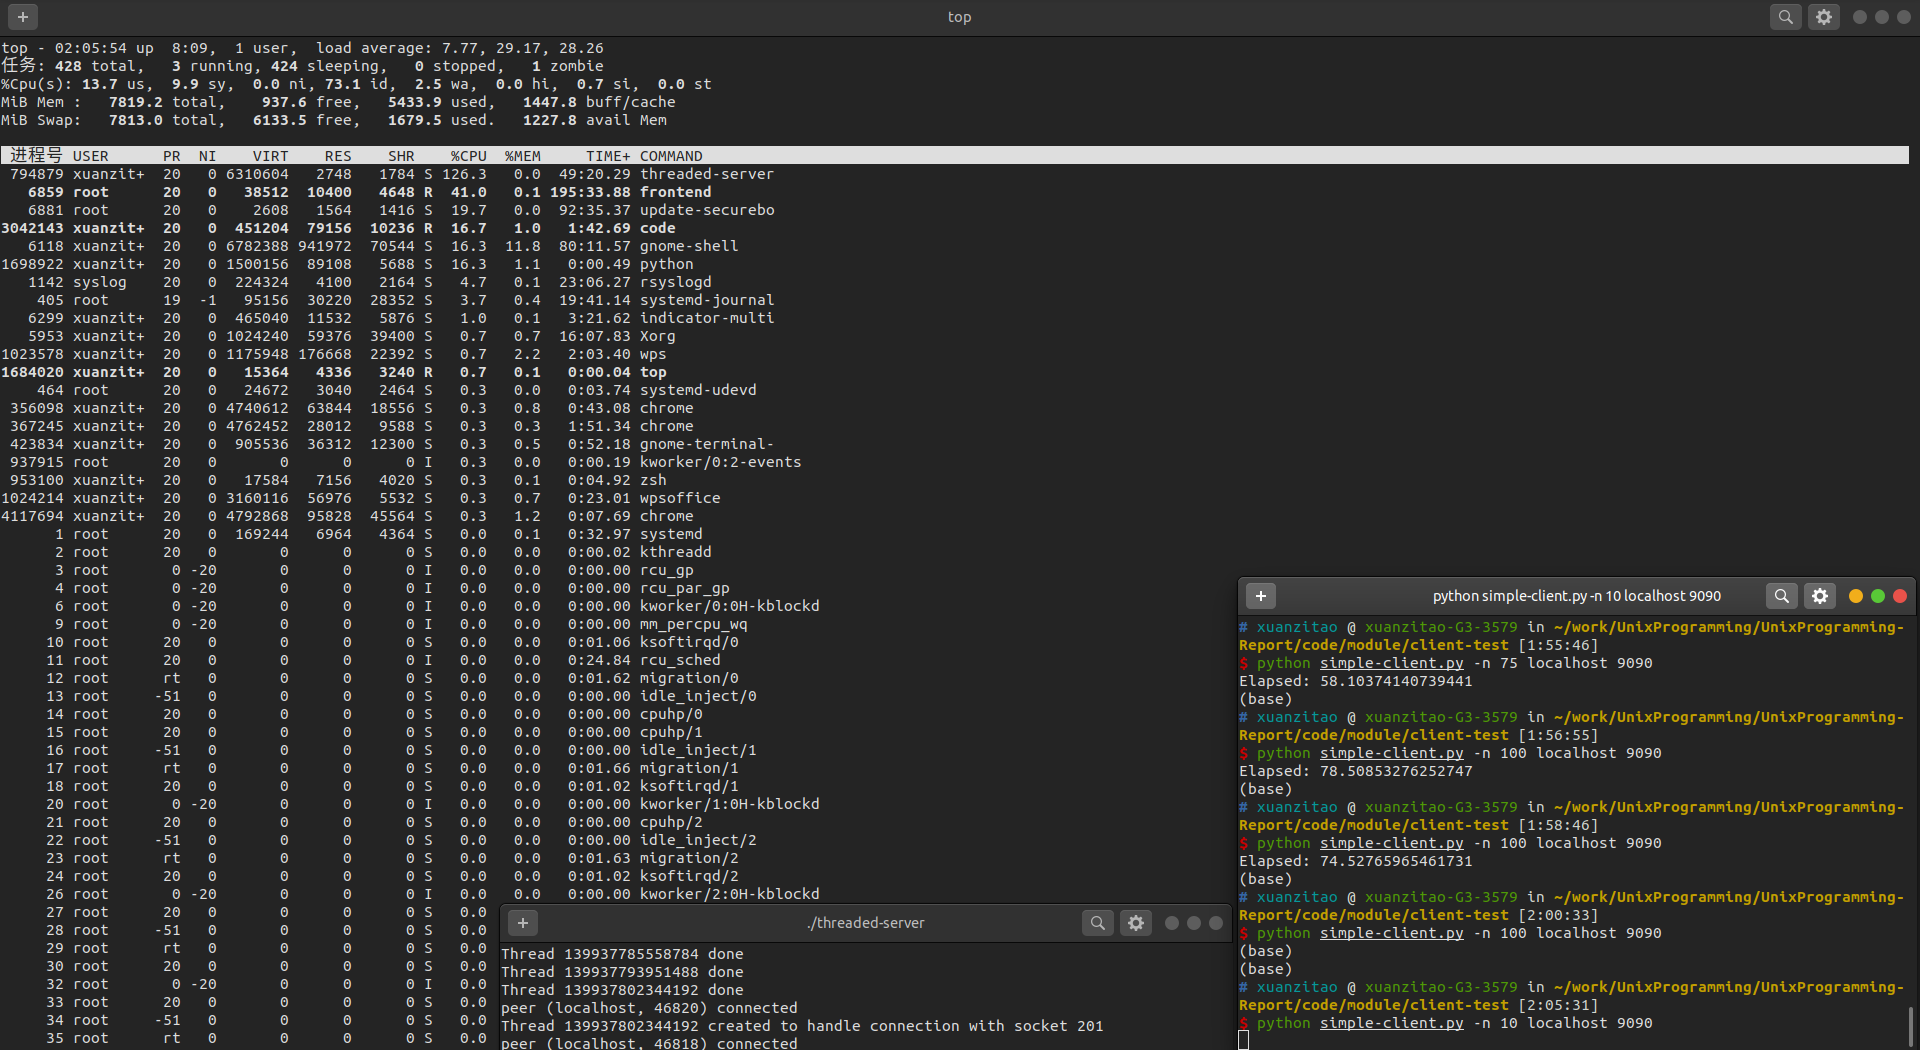 top
top - 02:05:54 up  8:09,  1 user,  load average: 7.77, 29.17, 28.26
任务: 428 total,   3 running, 424 sleeping,   0 stopped,   1 zombie
%Cpu(s): 13.7 us,  9.9 sy,  0.0 ni, 73.1 id,  2.5 wa,  0.0 hi,  0.7 si,  0.0 st
MiB Mem :   7819.2 total,    937.6 free,   5433.9 used,   1447.8 buff/cache
MiB Swap:   7813.0 total,   6133.5 free,   1679.5 used.   1227.8 avail Mem
进程号 USER      PR  NI    VIRT    RES    SHR    %CPU  %MEM     TIME+ COMMAND
794879 xuanzit+  20   0 6310604   2748   1784 S 126.3   0.0  49:20.29 threaded-server
6859 root      20   0   38512  10400   4648 R  41.0   0.1 195:33.88 frontend
6881 root      20   0    2608   1564   1416 S  19.7   0.0  92:35.37 update-securebo
3042143 xuanzit+  20   0  451204  79156  10236 R  16.7   1.0   1:42.69 code
6118 xuanzit+  20   0 6782388 941972  70544 S  16.3  11.8  80:11.57 gnome-shell
1698922 xuanzit+  20   0 1500156  89108   5688 S  16.3   1.1   0:00.49 python
1142 syslog    20   0  224324   4100   2164 S   4.7   0.1  23:06.27 rsyslogd
405 root      19  -1   95156  30220  28352 S   3.7   0.4  19:41.14 systemd-journal
6299 xuanzit+  20   0  465040  11532   5876 S   1.0   0.1   3:21.62 indicator-multi
5953 xuanzit+  20   0 1024240  59376  39400 S   0.7   0.7  16:07.83 Xorg
1023578 xuanzit+  20   0 1175948 176668  22392 S   0.7   2.2   2:03.40 wps
1684020 xuanzit+  20   0   15364   4336   3240 R   0.7   0.1   0:00.04 top
464 root      20   0   24672   3040   2464 S   0.3   0.0   0:03.74 systemd-udevd
356098 xuanzit+  20   0 4740612  63844  18556 S   0.3   0.8   0:43.08 chrome
367245 xuanzit+  20   0 4762452  28012   9588 S   0.3   0.3   1:51.34 chrome
423834 xuanzit+  20   0  905536  36312  12300 S   0.3   0.5   0:52.18 gnome-terminal-
937915 root      20   0       0      0      0 I   0.3   0.0   0:00.19 kworker/0:2-events
953100 xuanzit+  20   0   17584   7156   4020 S   0.3   0.1   0:04.92 zsh
1024214 xuanzit+  20   0 3160116  56976   5532 S   0.3   0.7   0:23.01 wpsoffice
4117694 xuanzit+  20   0 4792868  95828  45564 S   0.3   1.2   0:07.69 chrome
1 root      20   0  169244   6964   4364 S   0.0   0.1   0:32.97 systemd
2 root      20   0       0      0      0 S   0.0   0.0   0:00.02 kthreadd
3 root       0 -20       0      0      0 I   0.0   0.0   0:00.00 rcu_gp
4 root       0 -20       0      0      0 I   0.0   0.0   0:00.00 rcu_par_gp
6 root       0 -20       0      0      0 I   0.0   0.0   0:00.00 kworker/0:0H-kblockd
9 root       0 -20       0      0      0 I   0.0   0.0   0:00.00 mm_percpu_wq
10 root      20   0       0      0      0 S   0.0   0.0   0:01.06 ksoftirqd/0
11 root      20   0       0      0      0 I   0.0   0.0   0:24.84 rcu_sched
12 root      rt   0       0      0      0 S   0.0   0.0   0:01.62 migration/0
13 root     -51   0       0      0      0 S   0.0   0.0   0:00.00 idle_inject/0
14 root      20   0       0      0      0 S   0.0   0.0   0:00.00 cpuhp/0
15 root      20   0       0      0      0 S   0.0   0.0   0:00.00 cpuhp/1
16 root     -51   0       0      0      0 S   0.0   0.0   0:00.00 idle_inject/1
17 root      rt   0       0      0      0 S   0.0   0.0   0:01.66 migration/1
18 root      20   0       0      0      0 S   0.0   0.0   0:01.02 ksoftirqd/1
20 root       0 -20       0      0      0 I   0.0   0.0   0:00.00 kworker/1:0H-kblockd
21 root      20   0       0      0      0 S   0.0   0.0   0:00.00 cpuhp/2
22 root     -51   0       0      0      0 S   0.0   0.0   0:00.00 idle_inject/2
23 root      rt   0       0      0      0 S   0.0   0.0   0:01.63 migration/2
24 root      20   0       0      0      0 S   0.0   0.0   0:01.02 ksoftirqd/2
26 root       0 -20       0      0      0 I   0.0   0.0   0:00.00 kworker/2:0H-kblockd
27 root      20   0       0      0      0 S   0.0
28 root     -51   0       0      0      0 S   0.0
29 root      rt   0       0      0      0 S   0.0
30 root      20   0       0      0      0 S   0.0
32 root       0 -20       0      0      0 I   0.0
33 root      20   0       0      0      0 S   0.0
34 root     -51   0       0      0      0 S   0.0
35 root      rt   0       0      0      0 S   0.0
./threaded-server
Thread 139937785558784 done
Thread 139937793951488 done
Thread 139937802344192 done
peer (localhost, 46820) connected
Thread 139937802344192 created to handle connection with socket 201
peer (localhost, 46818) connected
python simple-client.py -n 10 localhost 9090
# xuanzitao @ xuanzitao-G3-3579 in ~/work/UnixProgramming/UnixProgramming-
Report/code/module/client-test [1:55:46]
$ python simple-client.py -n 75 localhost 9090
Elapsed: 58.10374140739441
(base)
# xuanzitao @ xuanzitao-G3-3579 in ~/work/UnixProgramming/UnixProgramming-
Report/code/module/client-test [1:56:55]
$ python simple-client.py -n 100 localhost 9090
Elapsed: 78.50853276252747
(base)
# xuanzitao @ xuanzitao-G3-3579 in ~/work/UnixProgramming/UnixProgramming-
Report/code/module/client-test [1:58:46]
$ python simple-client.py -n 100 localhost 9090
Elapsed: 74.52765965461731
(base)
# xuanzitao @ xuanzitao-G3-3579 in ~/work/UnixProgramming/UnixProgramming-
Report/code/module/client-test [2:00:33]
$ python simple-client.py -n 100 localhost 9090
(base)
(base)
# xuanzitao @ xuanzitao-G3-3579 in ~/work/UnixProgramming/UnixProgramming-
Report/code/module/client-test [2:05:31]
$ python simple-client.py -n 10 localhost 9090